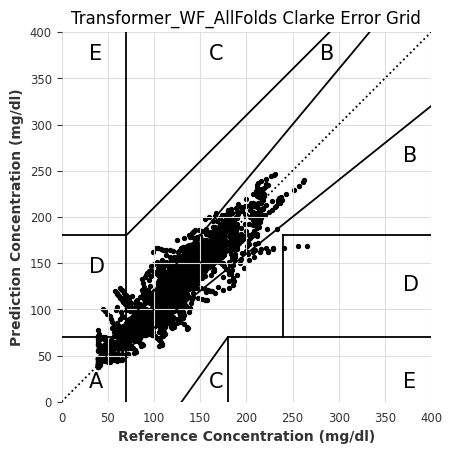 Transformer_WF_AllFolds Clarke Error Grid
Prediction Concentration (mg/dl)
400
350
300
250
200
150
100
50
0
E
C
B
B
D
D
A
C
E
0 50 100 150 200 250 300 350 400
Reference Concentration (mg/dl)